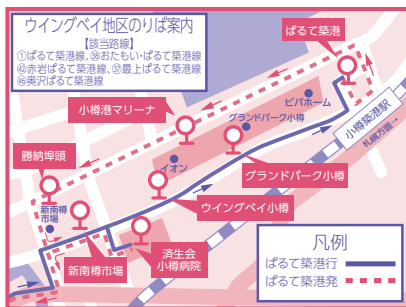 ウイングベイ地区のりば案内
【該当路線】
①ぱるて築港線、㊳おたもい・ぱるて築港線
㊷赤岩ぱるて築港線、㊲最上ぱるて築港線
㊻奥沢ぱるて築港線
ぱるて築港
小樽港マリーナ
ビバホーム
グランドパーク小樽
小樽築港駅
札幌方面→
勝納埠頭
イオン
グランドパーク小樽
新南樽
市場
ウイングベイ小樽
新南樽市場
済生会
小樽病院
凡例
ぱるて築港行
ぱるて築港発